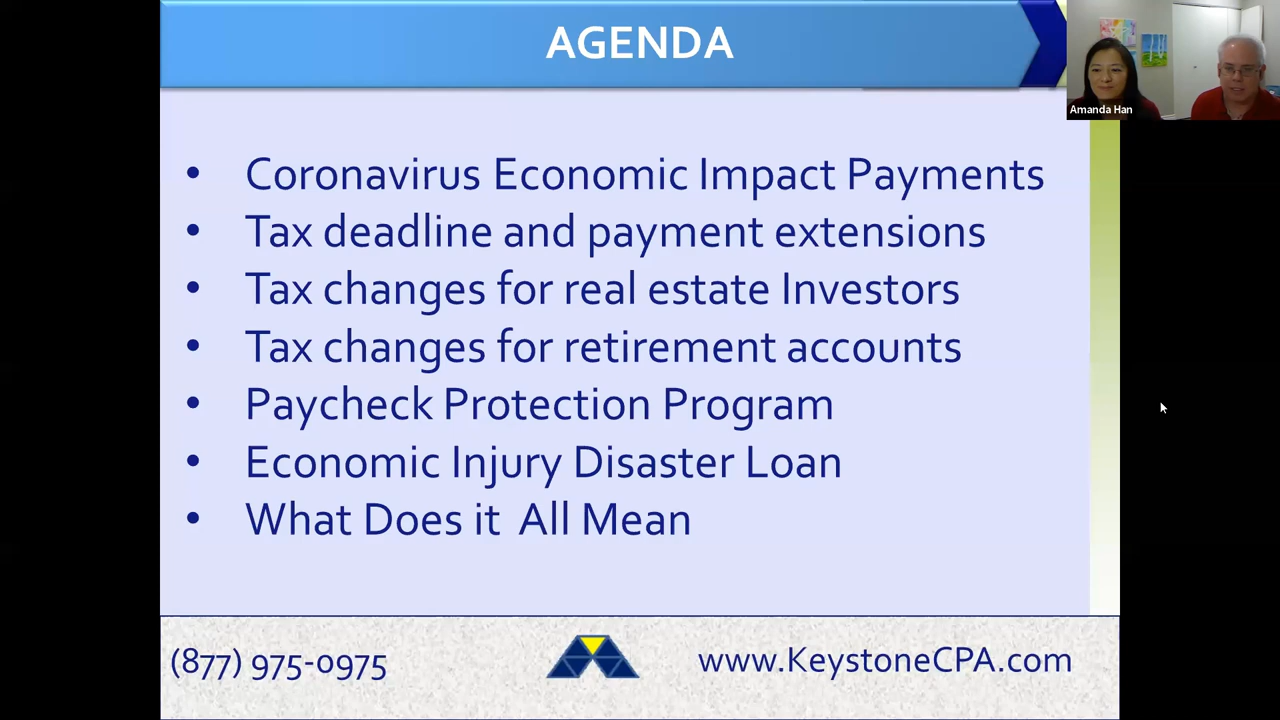 AGENDA
Amanda Han
• Coronavirus Economic Impact Payments
• Tax deadline and payment extensions
• Tax changes for real estate Investors
• Tax changes for retirement accounts
• Paycheck Protection Program
• Economic Injury Disaster Loan
• What Does it  All Mean
(877) 975-0975
www.KeystoneCPA.com